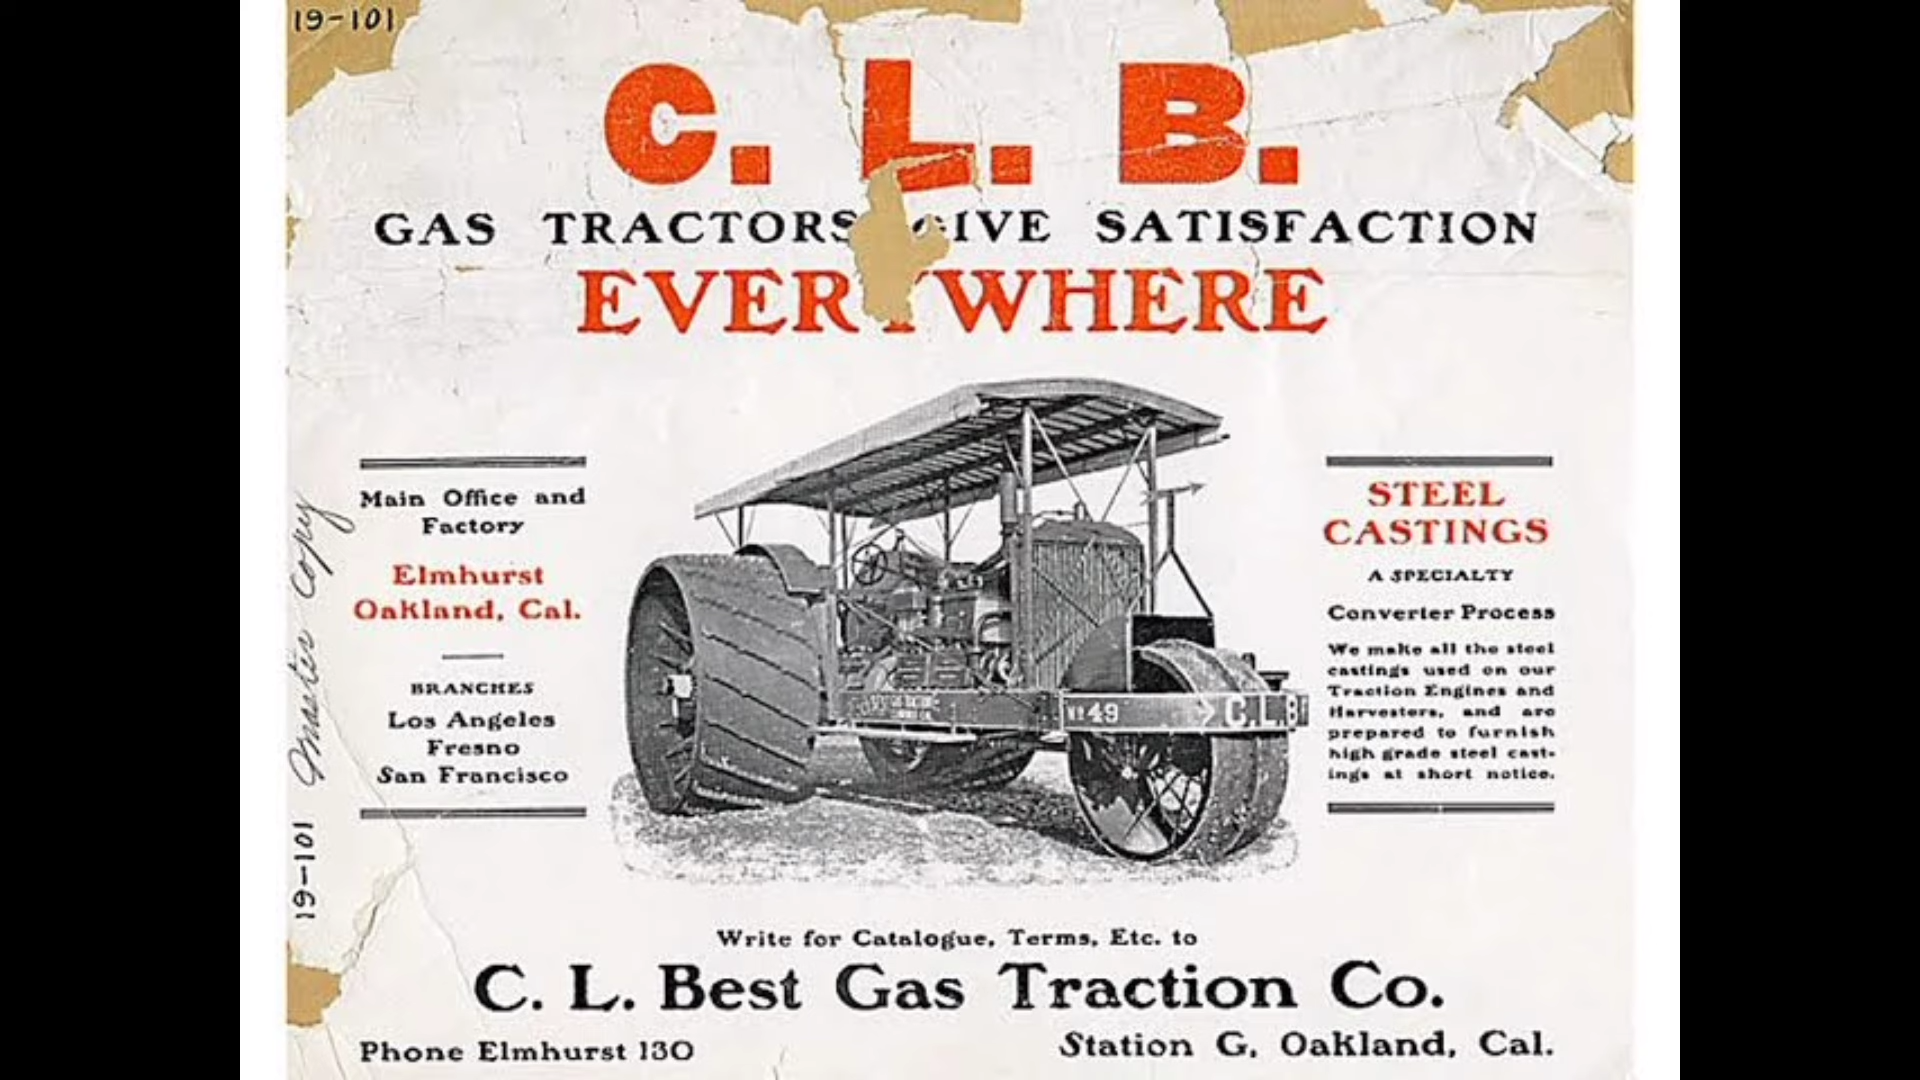 19-101
C. L. B.
GAS TRACTORS GIVE SATISFACTION
EVERYWHERE
Main Office and
Factory
Elmhurst
Oakland, Cal.
BRANCHES
Los Angeles
Fresno
San Francisco
STEEL
CASTINGS
A SPECIALTY
Converter Process
We make all the steel
castings used on our
Traction Engines and
Harvesters, and are
prepared to furnish
high grade steel cast-
ings at short notice.
No 49
C.L.B
Write for Catalogue, Terms, Etc. to
C. L. Best Gas Traction Co.
Phone Elmhurst 130
Station G, Oakland, Cal.
19-101 Master Copy